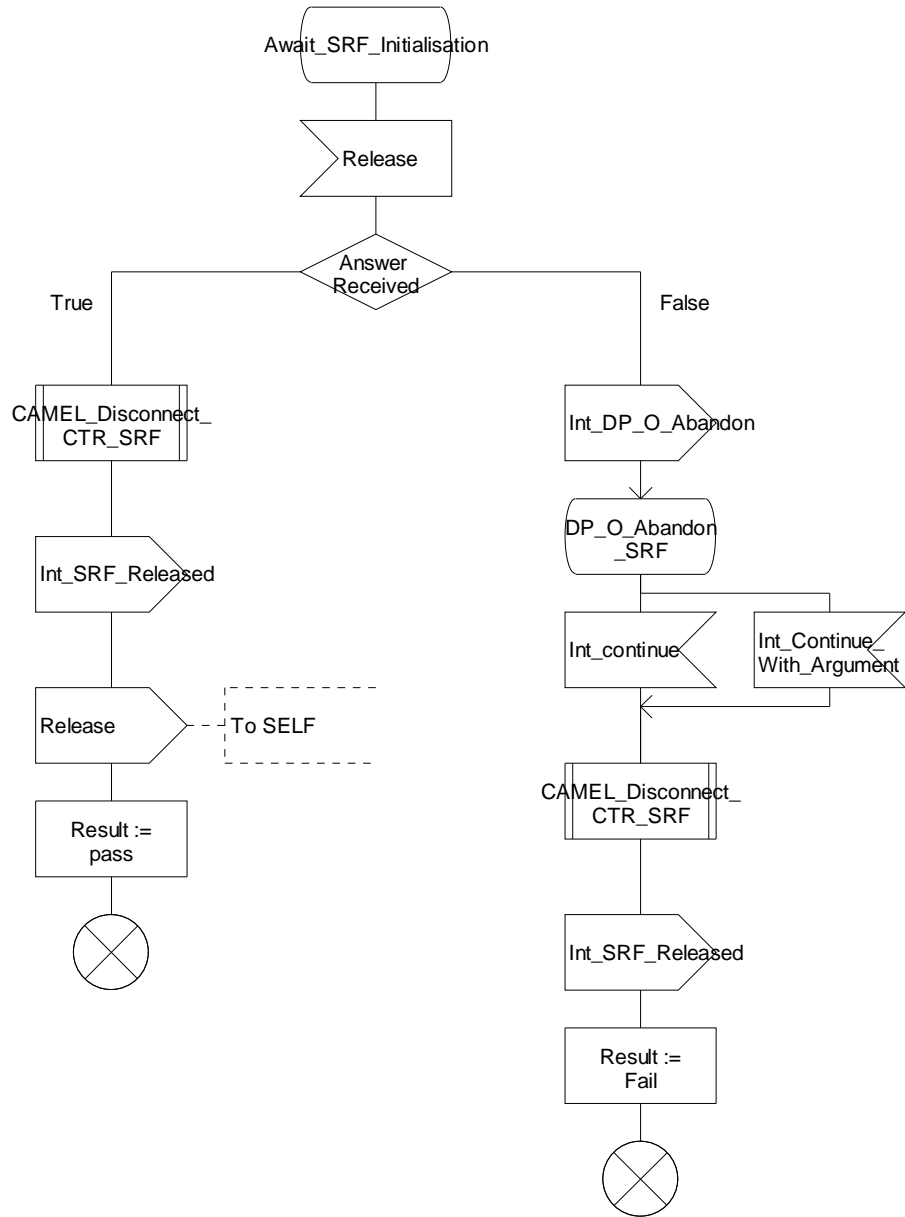 Await_SRF_Initialisation
Release
Answer
Received
True
False
CAMEL_Disconnect_
CTR_SRF
Int_SRF_Released
Release
To SELF
Result :=
pass
Int_DP_O_Abandon
DP_O_Abandon
_SRF
Int_continue
Int_Continue_
With_Argument
CAMEL_Disconnect_
CTR_SRF
Int_SRF_Released
Result :=
Fail